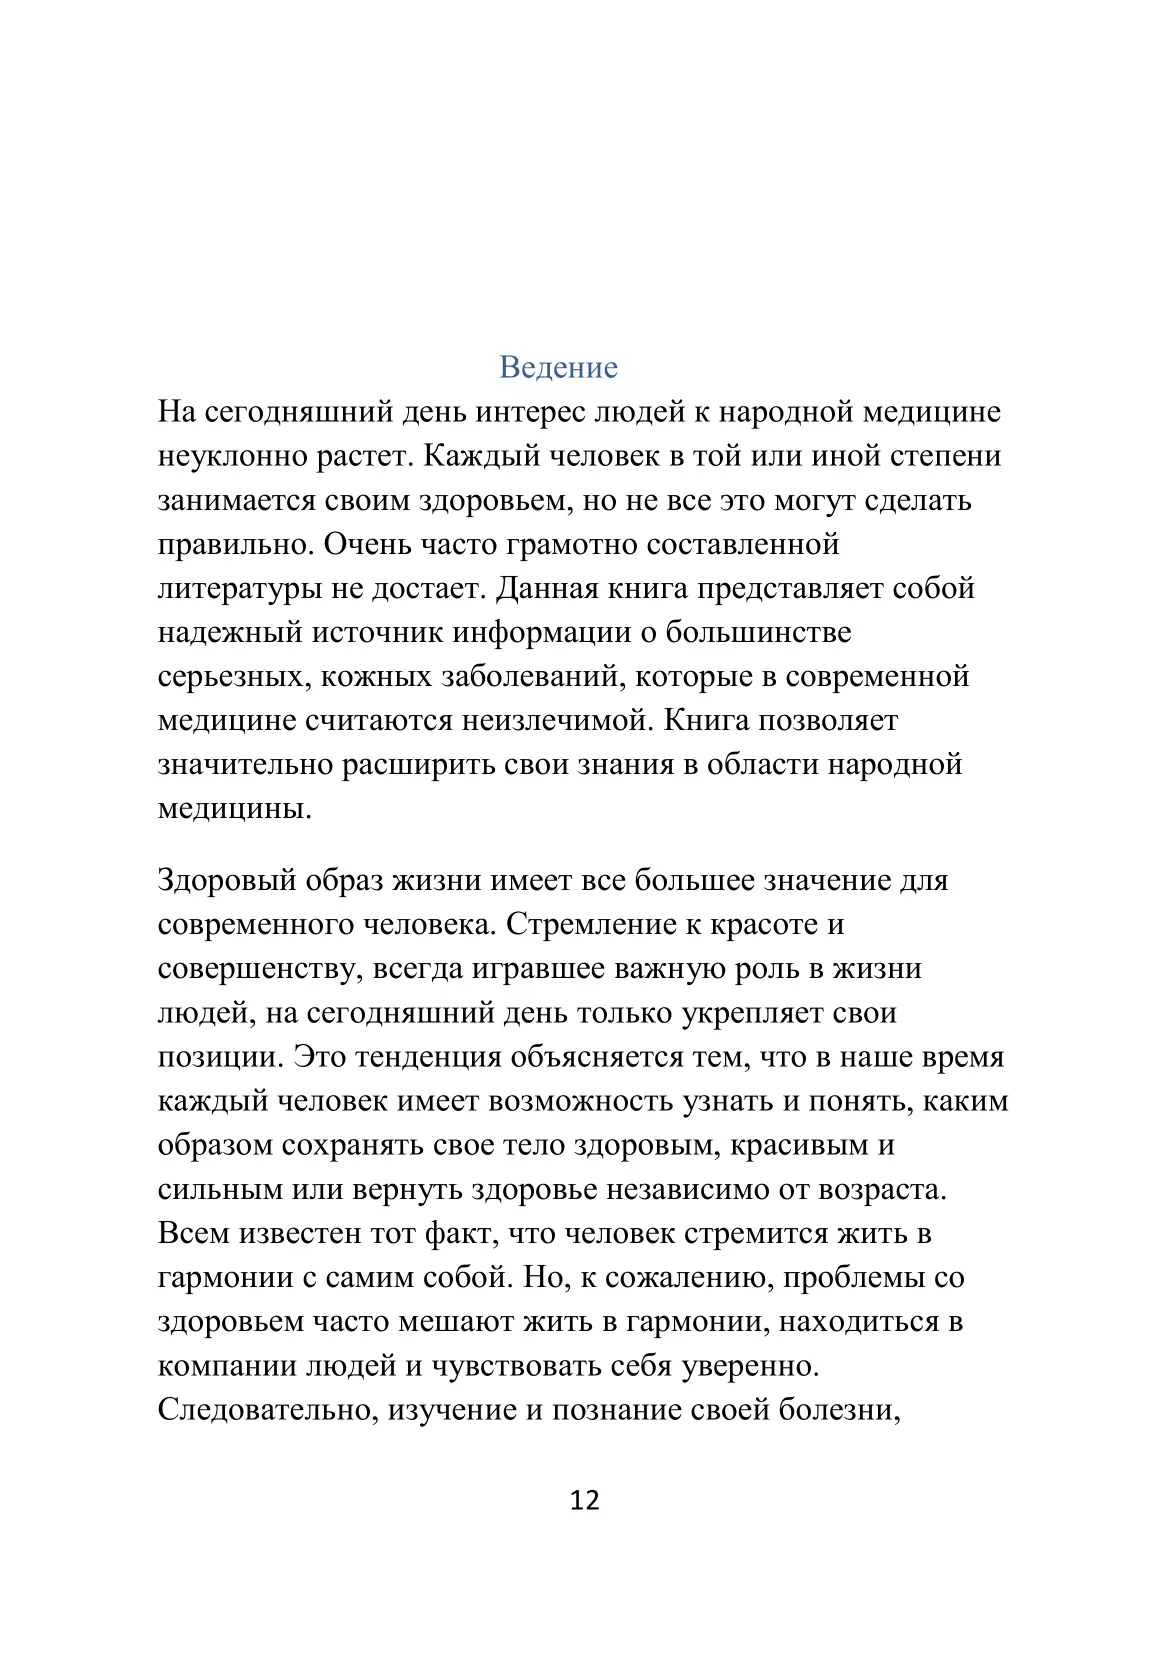 Ведение
На сегодняшний день интерес людей к народной медицине
неуклонно растет. Каждый человек в той или иной степени
занимается своим здоровьем, но не все это могут сделать
правильно. Очень часто грамотно составленной
литературы не достает. Данная книга представляет собой
надежный источник информации о большинстве
серьезных, кожных заболеваний, которые в современной
медицине считаются неизлечимой. Книга позволяет
значительно расширить свои знания в области народной
медицины.
Здоровый образ жизни имеет все большее значение для
современного человека. Стремление к красоте и
совершенству, всегда игравшее важную роль в жизни
людей, на сегодняшний день только укрепляет свои
позиции. Это тенденция объясняется тем, что в наше время
каждый человек имеет возможность узнать и понять, каким
образом сохранять свое тело здоровым, красивым и
сильным или вернуть здоровье независимо от возраста.
Всем известен тот факт, что человек стремится жить в
гармонии с самим собой. Но, к сожалению, проблемы со
здоровьем часто мешают жить в гармонии, находиться в
компании людей и чувствовать себя уверенно.
Следовательно, изучение и познание своей болезни,
12